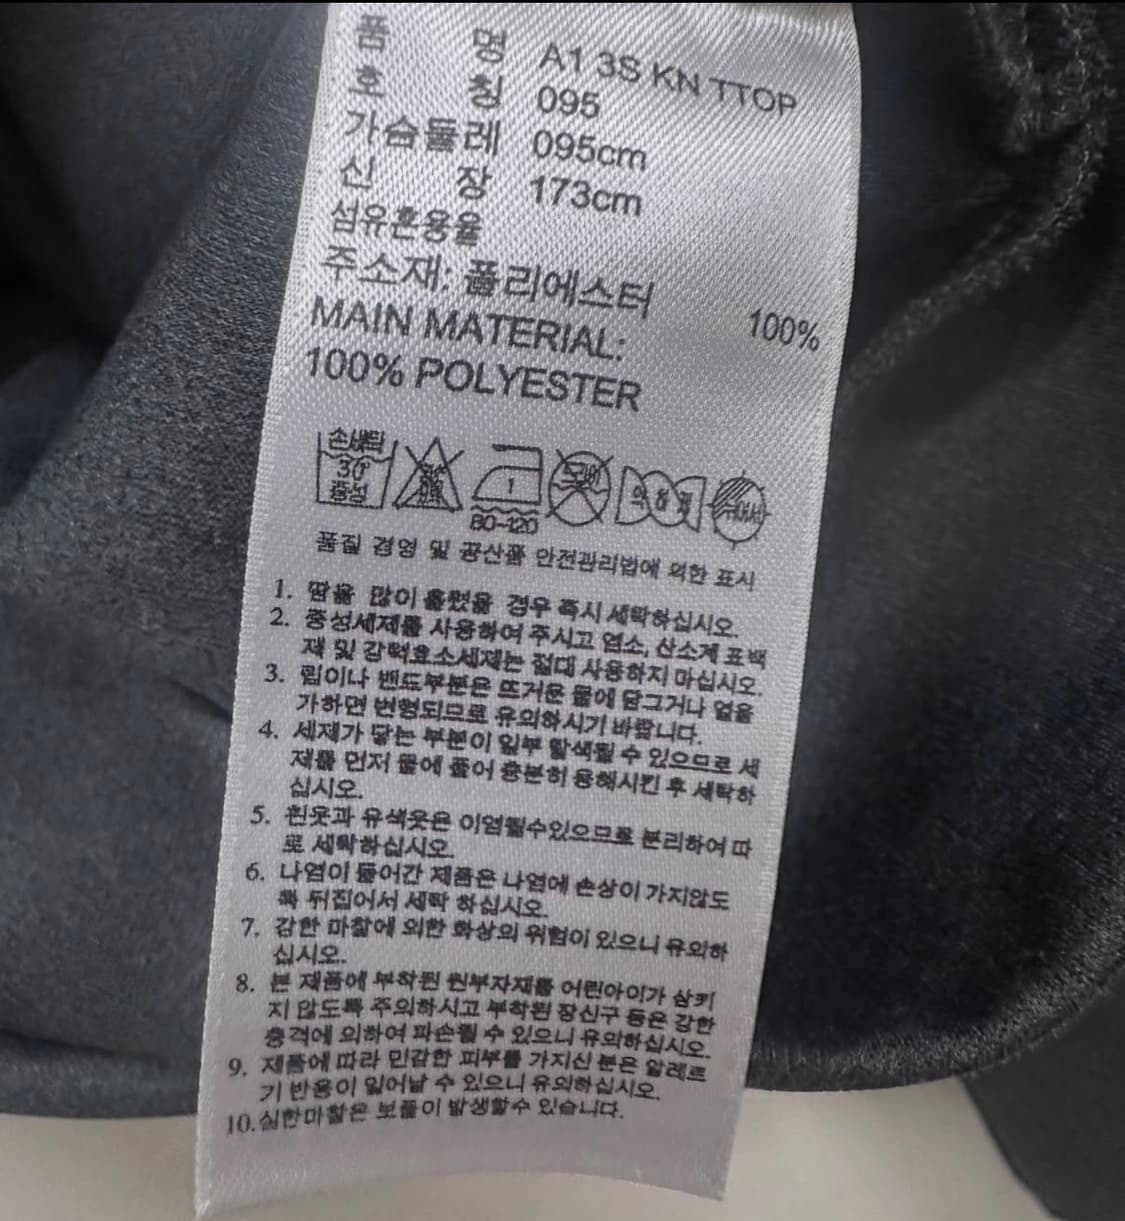 품 명 A1 3S KN TTOP
호 칭 095
가슴둘레 095cm
신 장 173cm
섬유혼용율
주소재: 폴리에스터 100%
MAIN MATERIAL:
100% POLYESTER
손세탁 30° 중성
80-120
드라이
품질 경영 및 공산품 안전관리법에 의한 표시
1. 땀을 많이 흘렸을 경우 즉시 세탁하십시오.
2. 중성세제를 사용하여 주시고 염소, 산소계 표백
제 및 강력효소세제는 절대 사용하지 마십시오.
3. 립이나 밴드부분은 뜨거운 물에 담그거나 열을
가하면 변형되므로 유의하시기 바랍니다.
4. 세제가 닿는 부분이 일부 탈색될 수 있으므로 세
제를 먼저 물에 풀어 충분히 용해시킨 후 세탁하
십시오.
5. 흰옷과 유색옷은 이염될수있으므로 분리하여 따
로 세탁하십시오.
6. 나염이 들어간 제품은 나염에 손상이 가지않도
록 뒤집어서 세탁 하십시오.
7. 강한 마찰에 의한 화상의 위험이 있으니 유의하
십시오.
8. 본 제품에 부착된 원부자재를 어린아이가 삼키
지 않도록 주의하시고 부착된 장신구 등은 강한
충격에 의하여 파손될 수 있으니 유의하십시오.
9. 제품에 따라 민감한 피부를 가지신 분은 알레르
기 반응이 일어날 수 있으니 유의하십시오.
10. 심한마찰은 보풀이 발생할수 있습니다.